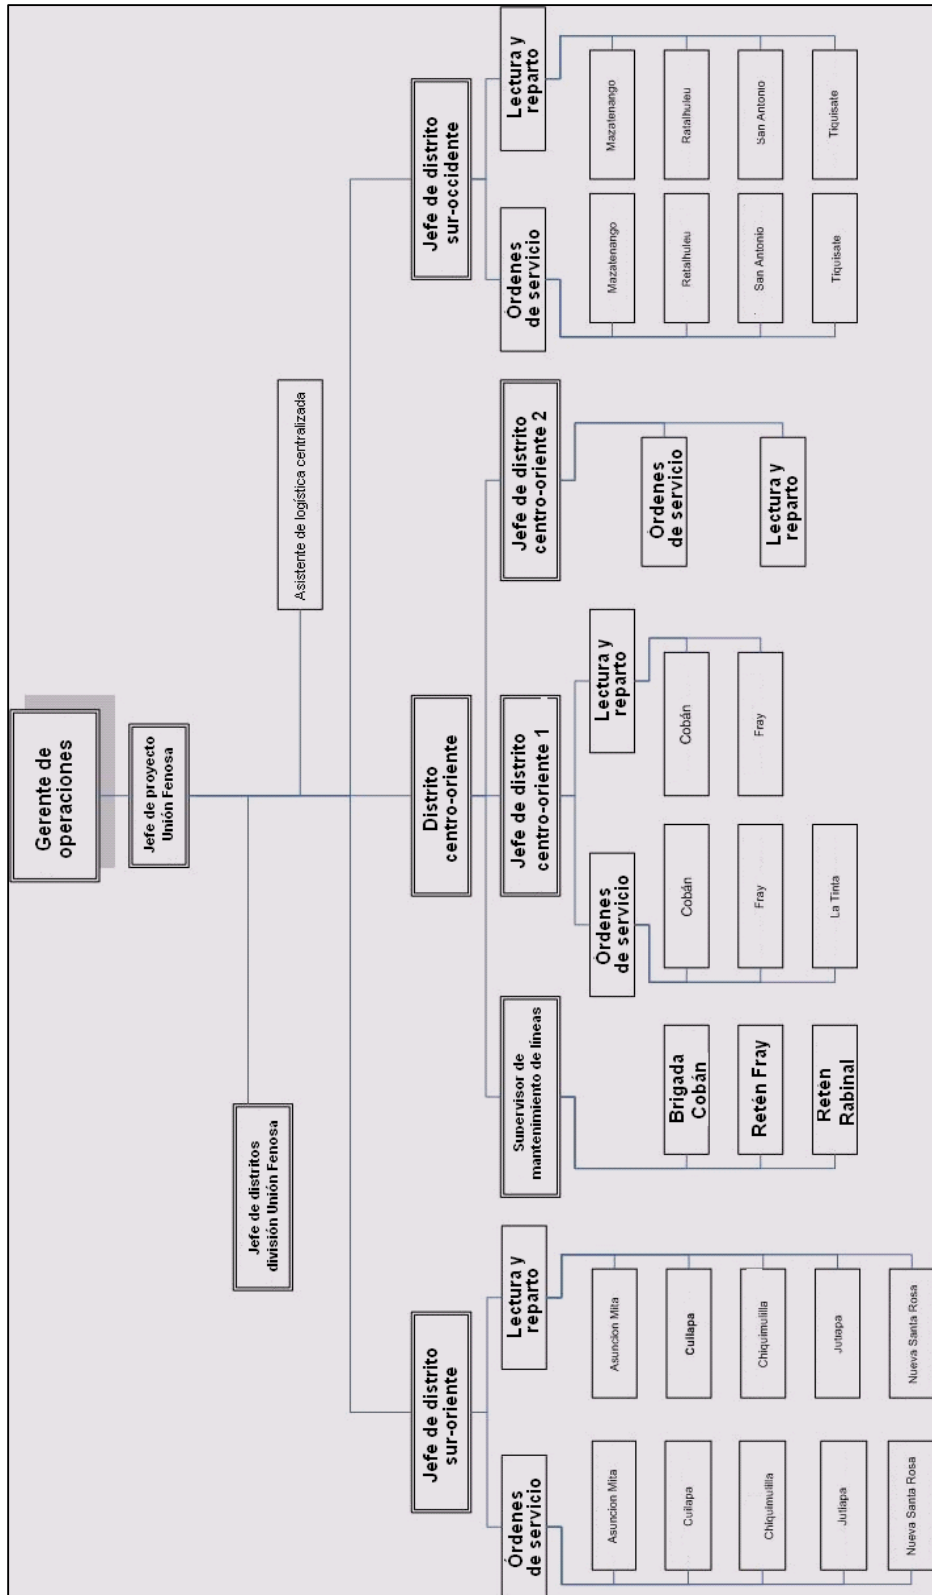 Gerente de
operaciones
Jefe de proyecto
Unión Fenosa
Jefe de distritos
división Unión Fenosa
Asistente de logística centralizada
Jefe de distrito
sur-oriente
Distrito
centro-oriente
Jefe de distrito
sur-occidente
Órdenes
de servicio
Asuncion Mita
Cuilapa
Chiquimulilla
Jutiapa
Nueva Santa Rosa
Lectura y
reparto
Asuncion Mita
Cuilapa
Chiquimulilla
Jutiapa
Nueva Santa Rosa
Supervisor de
mantenimiento de líneas
Brigada
Cobán
Retén Fray
Retén
Rabinal
Jefe de distrito
centro-oriente 1
Órdenes
de servicio
Cobán
Fray
La Tinta
Lectura y
reparto
Cobán
Fray
Jefe de distrito
centro-oriente 2
Órdenes
de servicio
Lectura y
reparto
Órdenes
de servicio
Mazatenango
Retalhuleu
San Antonio
Tiquisate
Lectura y
reparto
Mazatenango
Ratalhuleu
San Antonio
Tiquisate